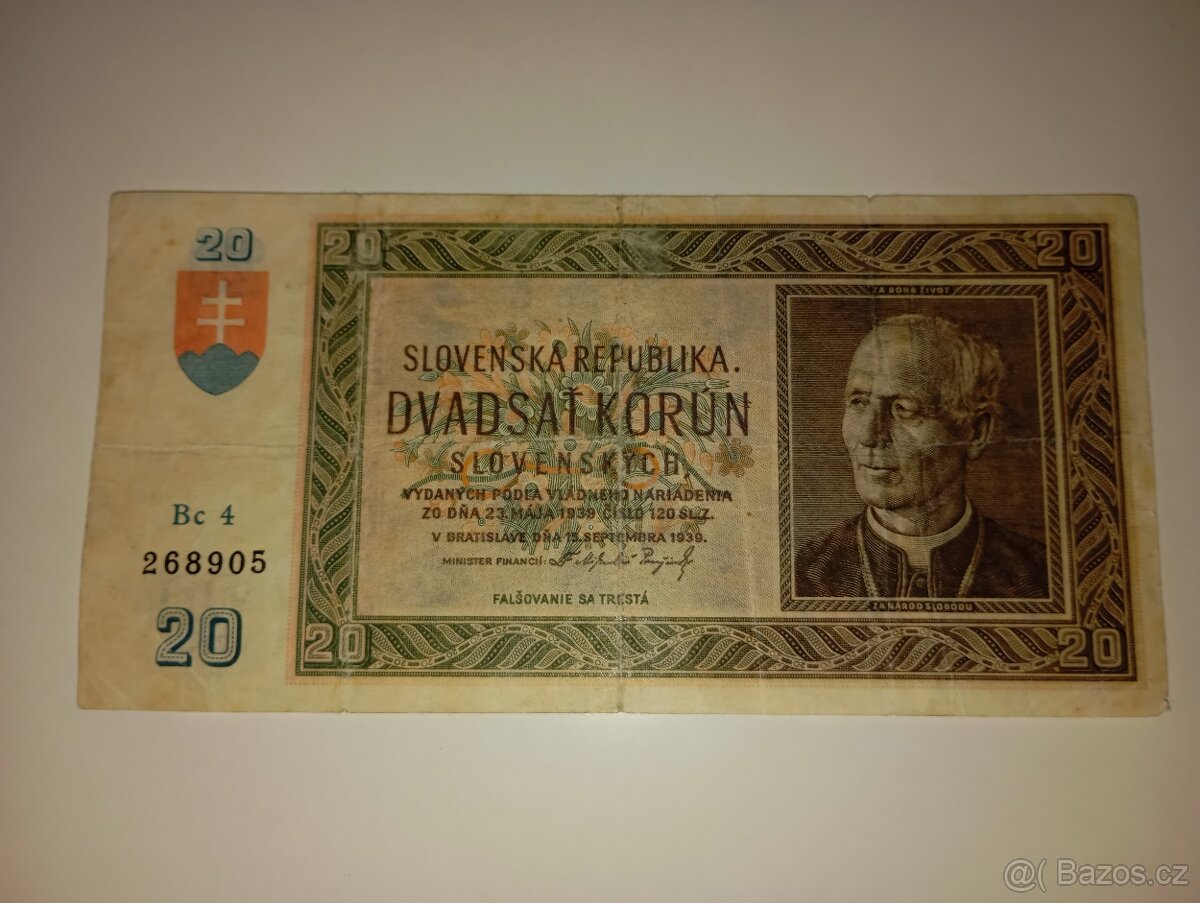 20
20
20
ZA BOHA ŽIVOT
SLOVENSKÁ REPUBLIKA.
DVADSAŤ KORÚN
SLOVENSKÝCH,
VYDANÝCH PODĽA VLÁDNEHO NARIADENIA
ZO DŇA 23. MÁJA 1939 ČÍSLO 120 SL. Z.
V BRATISLAVE DŇA 15. SEPTEMBRA 1939.
MINISTER FINANCIÍ:
FALŠOVANIE SA TRESTÁ
ZA NÁROD SLOBODU
Bc 4
268905
20
20
20
@( Bazos.cz